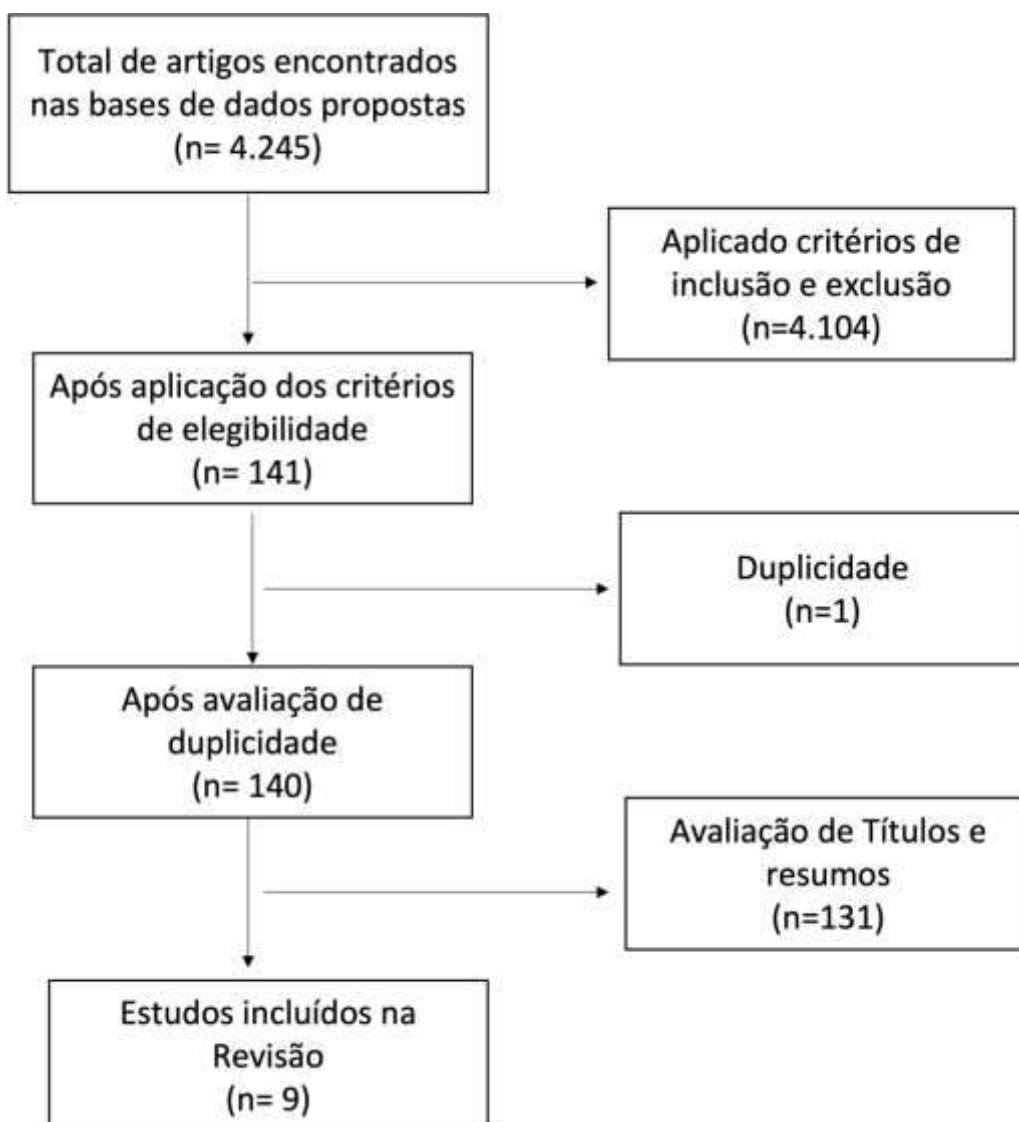 Total de artigos encontrados
nas bases de dados propostas
(n= 4.245)
Aplicado critérios de
inclusão e exclusão
(n=4.104)
Após aplicação dos critérios
de elegibilidade
(n= 141)
Duplicidade
(n=1)
Após avaliação de
duplicidade
(n= 140)
Avaliação de Títulos e
resumos
(n=131)
Estudos incluídos na
Revisão
(n= 9)